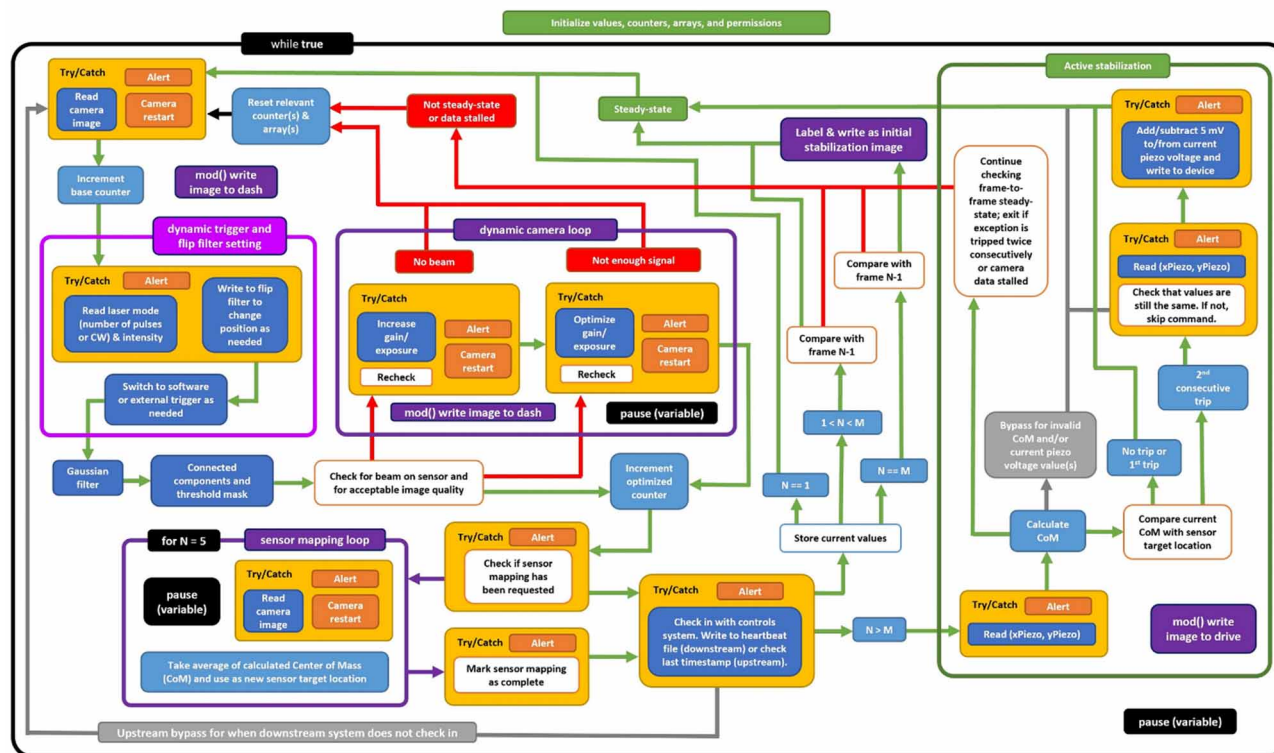 Initialize values, counters, arrays, and permissions
while true
Try/Catch
Alert
Read
camera
image
Camera
restart
Reset relevant
counter(s) &
array(s)
Not steady-state
or data stalled
Steady-state
Label & write as initial
stabilization image
Increment
base counter
mod() write
image to dash
dynamic trigger and
flip filter setting
Try/Catch
Alert
Read laser mode
(number of pulses
or CW) & intensity
Write to flip
filter to
change
position as
needed
Switch to software
or external trigger as
needed
dynamic camera loop
No beam
Not enough signal
Try/Catch
Increase
gain/
exposure
Alert
Camera
restart
Recheck
Try/Catch
Optimize
gain/
exposure
Alert
Camera
restart
Recheck
mod() write image to dash
pause (variable)
Compare with
frame N-1
Compare with
frame N-1
1 < N < M
N == M
N == 1
Store current values
Gaussian
filter
Connected
components and
threshold mask
Check for beam on sensor and
for acceptable image quality
Increment
optimized
counter
for N = 5
sensor mapping loop
pause
(variable)
Try/Catch
Alert
Read
camera
image
Camera
restart
Take average of calculated Center of Mass
(CoM) and use as new sensor target location
Try/Catch
Alert
Check if sensor
mapping has
been requested
Try/Catch
Alert
Mark sensor mapping
as complete
Try/Catch
Alert
Check in with controls
system. Write to heartbeat
file (downstream) or check
last timestamp (upstream).
N > M
Upstream bypass for when downstream system does not check in
Active stabilization
Try/Catch
Alert
Add/subtract 5 mV
to/from current
piezo voltage and
write to device
Continue
checking
frame-to-
frame steady-
state; exit if
exception is
tripped twice
consecutively
or camera
data stalled
Try/Catch
Alert
Read (xPiezo, yPiezo)
Check that values are
still the same. If not,
skip command.
2nd
consecutive
trip
Bypass for invalid
CoM and/or
current piezo
voltage value(s)
No trip or
1st trip
Calculate
CoM
Compare current
CoM with sensor
target location
Try/Catch
Alert
Read (xPiezo, yPiezo)
mod() write
image to drive
pause (variable)